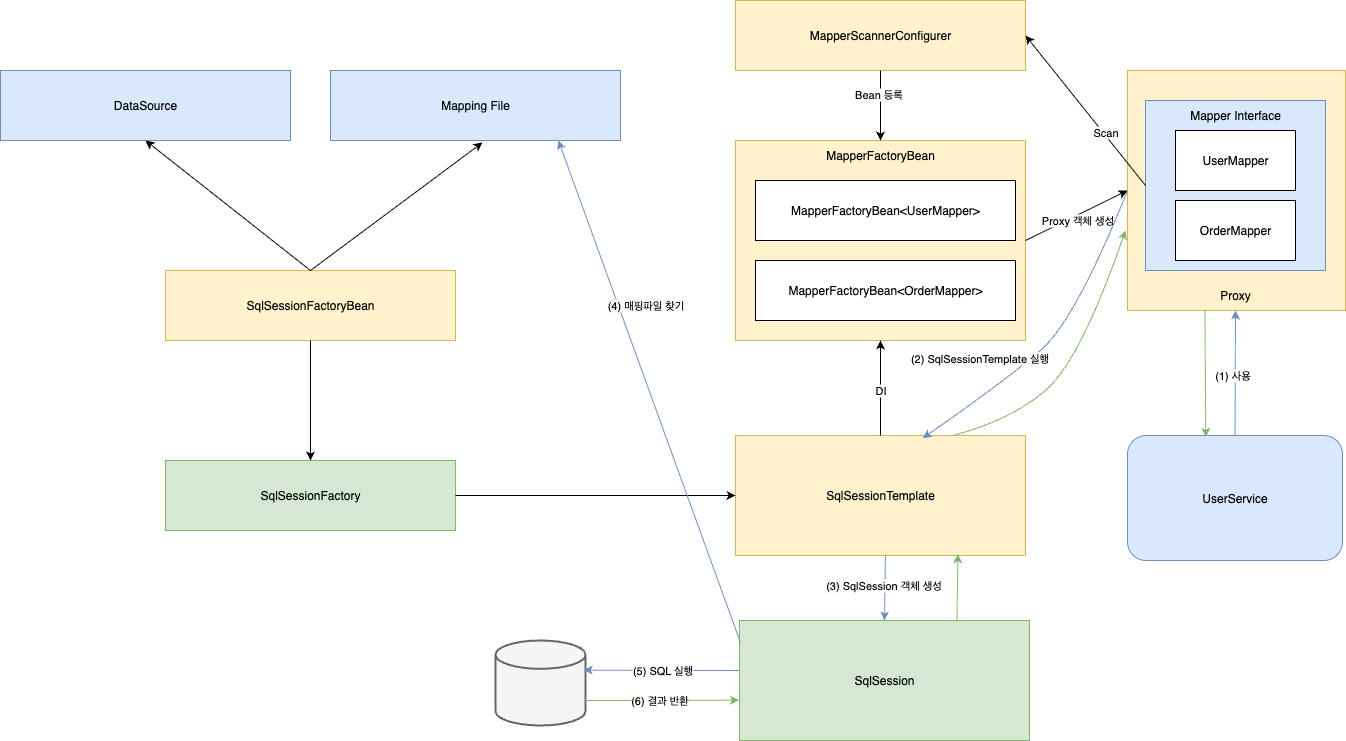 MapperScannerConfigurer
DataSource
Mapping File
Bean 등록
Mapper Interface
Scan
UserMapper
MapperFactoryBean
MapperFactoryBean<UserMapper>
Proxy 객체 생성
OrderMapper
MapperFactoryBean<OrderMapper>
Proxy
SqlSessionFactoryBean
(4) 매핑파일 찾기
(2) SqlSessionTemplate 실행
(1) 사용
DI
SqlSessionFactory
SqlSessionTemplate
UserService
(3) SqlSession 객체 생성
(5) SQL 실행
SqlSession
(6) 결과 반환